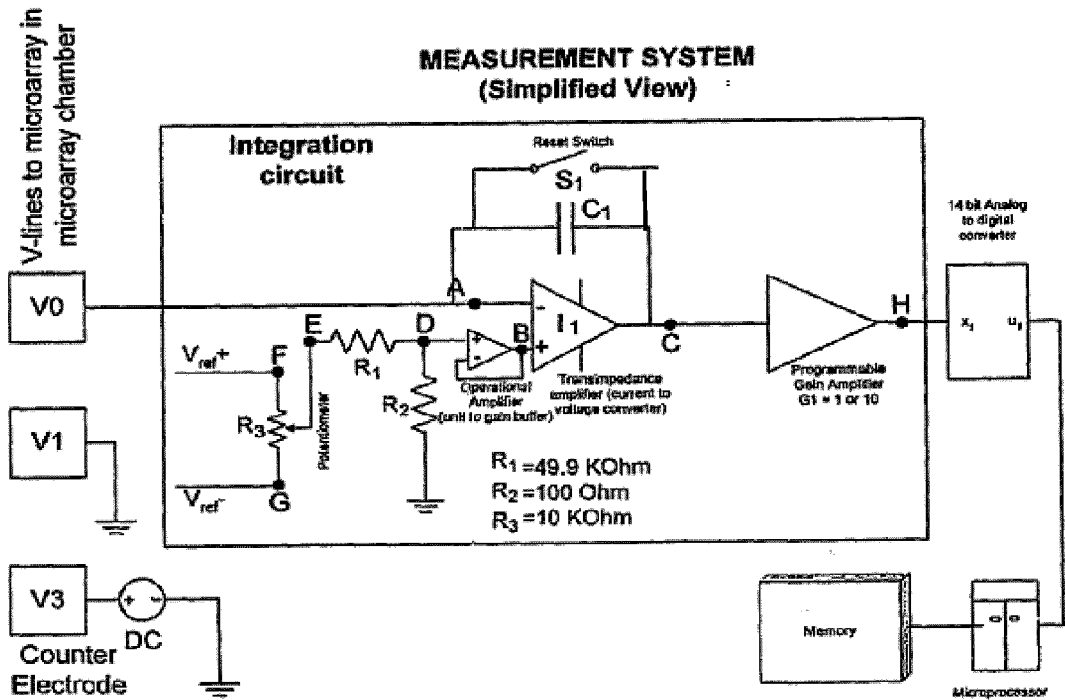 V-lines to microarray in
microarray chamber
MEASUREMENT SYSTEM
(Simplified View)
Integration
circuit
Reset Switch
S1
C1
14 bit Analog
to digital
converter
V0
A
I1
-
+
B
C
H
x1
E
D
R1
+
-
Operational
Amplifier
(unit to gain buffer)
Transimpedance
amplifier (current to
voltage converter)
Programmable
Gain Amplifier
G1 = 1 or 10
Vref+
F
R2
R3
Potentiometer
V1
Vref-
G
R1 =49.9 KOhm
R2 =100 Ohm
R3 =10 KOhm
V3
+ -
DC
Counter
Electrode
Memory
Microprocessor